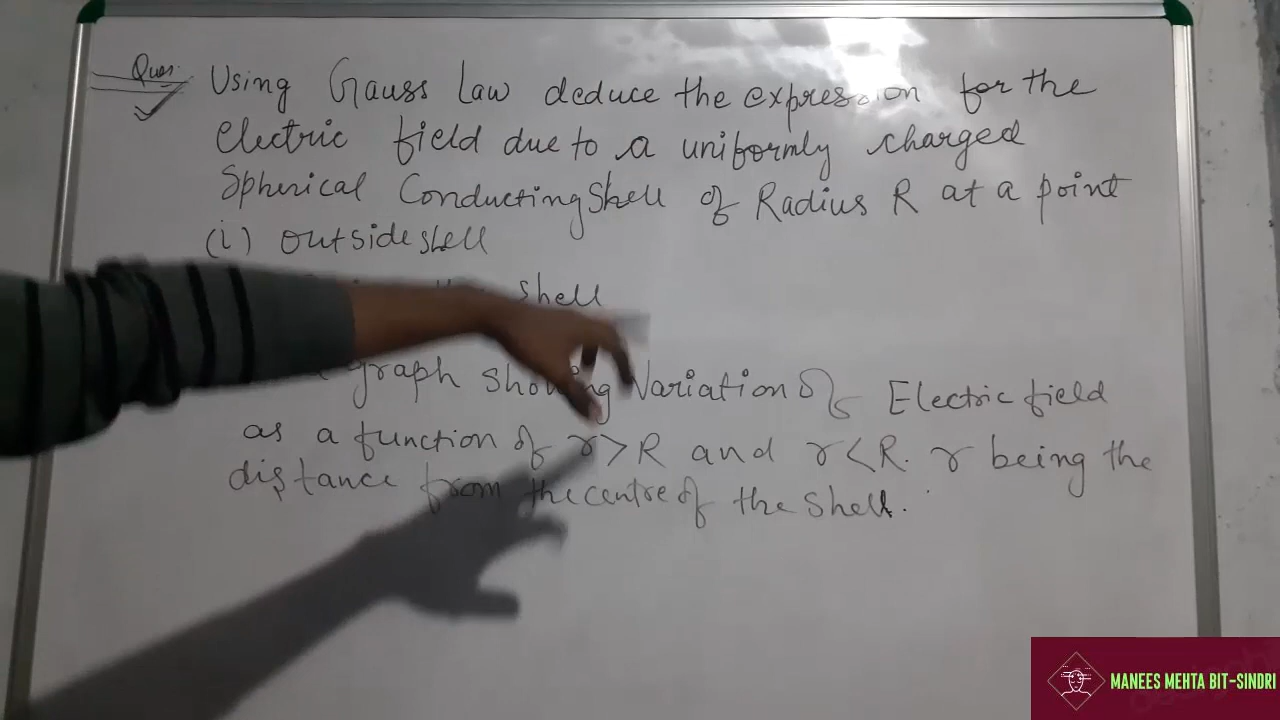 Ques.
Using Gauss Law deduce the expression for the
electric field due to a uniformly charged
Spherical Conducting Shell of Radius R at a point
(i) outside shell
shell
graph showing Variation of Electric field
as a function of r > R and r < R. r being the
distance from the centre of the shell.
MANEES MEHTA BIT-SINDRI